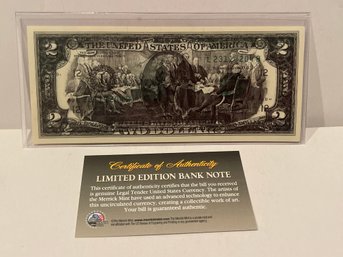 THE UNITED STATES OF AMERICA
2 2
2 TWO DOLLARS 2
Certificate of Authenticity
LIMITED EDITION BANK NOTE
This certificate of authenticity certifies that the bill you received
is genuine Legal Tender United States Currency. The artists of
the Merrick Mint have used an advanced technology to enhance
this uncirculated currency, creating a collectible work of art.
Your bill is guaranteed authentic.